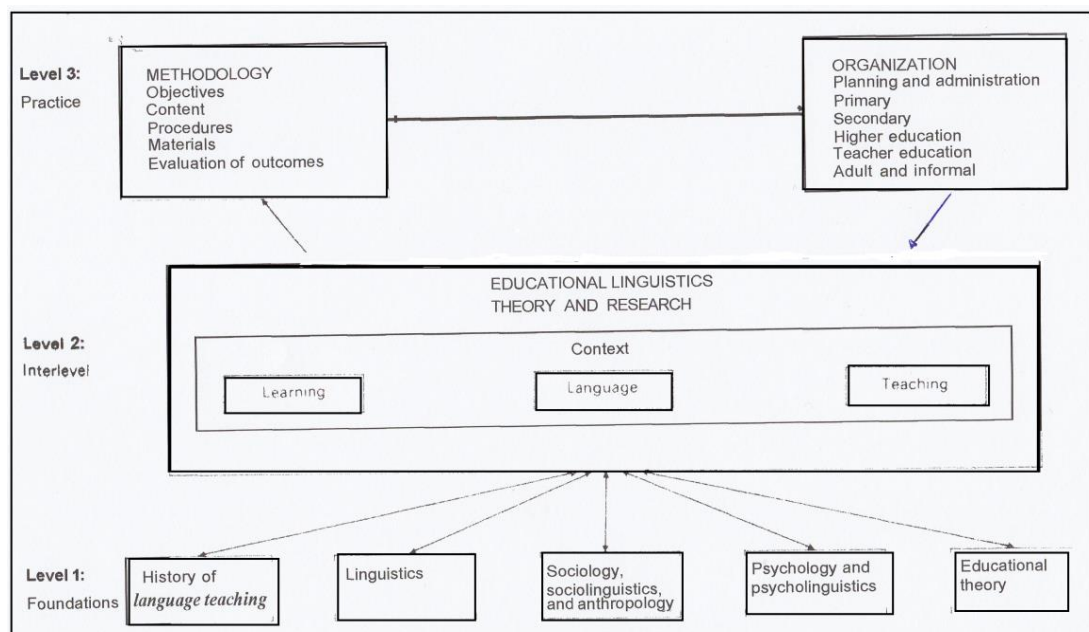 Level 3:
Practice
METHODOLOGY
Objectives
Content
Procedures
Materials
Evaluation of outcomes
ORGANIZATION
Planning and administration
Primary
Secondary
Higher education
Teacher education
Adult and informal
Level 2:
Interlevel
EDUCATIONAL LINGUISTICS
THEORY AND RESEARCH
Context
Learning
Language
Teaching
Level 1:
Foundations
History of
language teaching
Linguistics
Sociology,
sociolinguistics,
and anthropology
Psychology and
psycholinguistics
Educational
theory